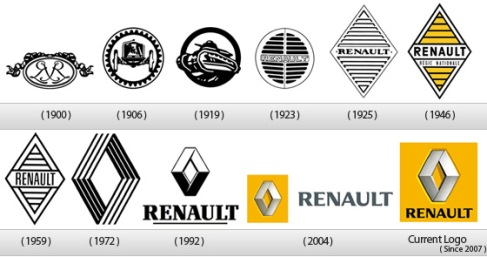 RENAULT RENAULT RENAULT
REGIE NATIONALE
(1900) (1906) (1919) (1923) (1925) (1946)
RENAULT RENAULT RENAULT RENAULT
(1959) (1972) (1992) (2004) Current Logo
(Since 2007)